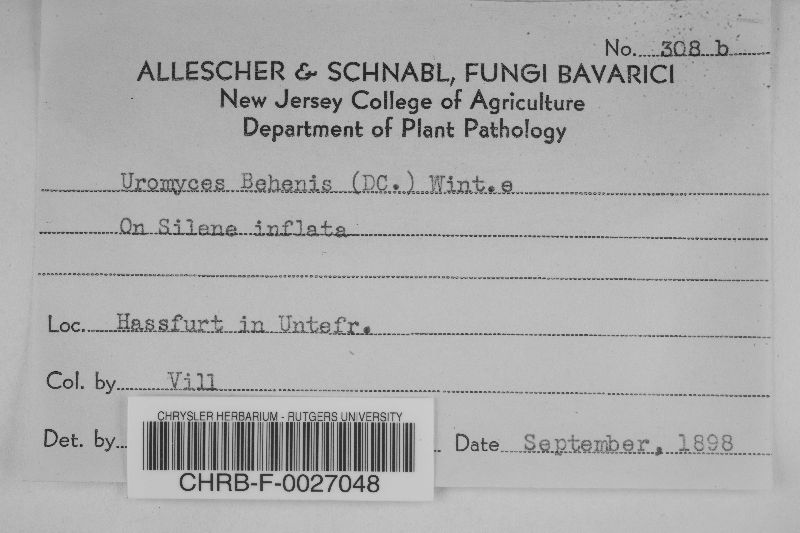 No. 308 b
ALLESCHER & SCHNABL, FUNGI BAVARICI
New Jersey College of Agriculture
Department of Plant Pathology
Uromyces Behenis (DC.) Wint.e
On Silene inflata
Loc. Hassfurt in Untefr.
Col. by Vill
Det. by
Date September, 1898
CHRYSLER HERBARIUM - RUTGERS UNIVERSITY
CHRB-F-0027048